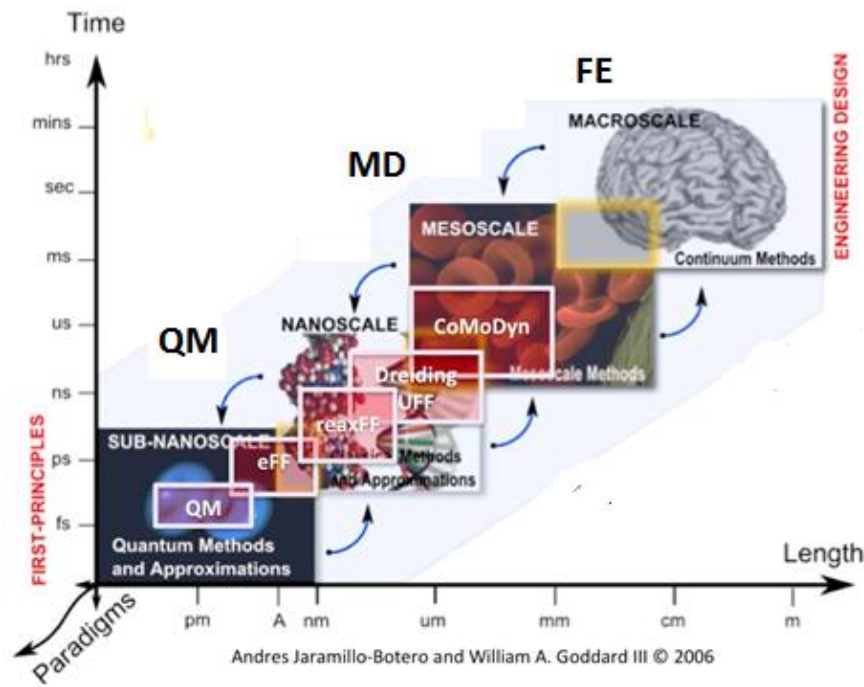 Time
hrs
mins
sec
ms
us
ns
ps
fs
FE
MD
QM
MACROSCALE
Continuum Methods
ENGINEERING DESIGN
MESOSCALE
CoMoDyn
Mesoscale Methods
NANOSCALE
Dreiding
UFF
reaxFF
Methods
and Approximations
SUB-NANOSCALE
eFF
QM
Quantum Methods
and Approximations
FIRST-PRINCIPLES
Length
pm
A
nm
um
mm
cm
m
Paradigms
Andres Jaramillo-Botero and William A. Goddard III © 2006